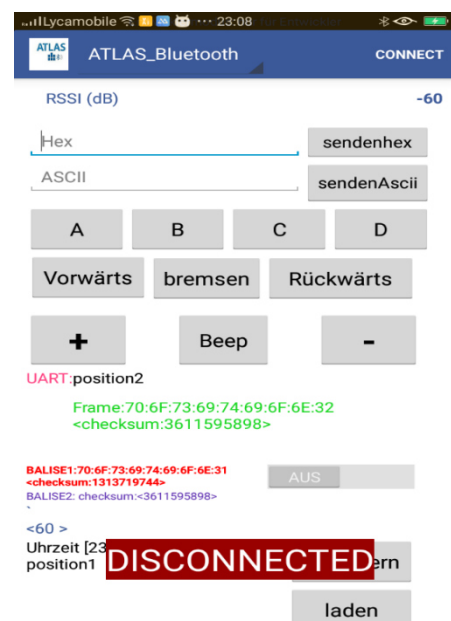 Lycamobile 23:08
ATLAS ATLAS_Bluetooth CONNECT
RSSI (dB) -60
Hex sendenhex
ASCII sendenAscii
A B C D
Vorwärts bremsen Rückwärts
+ Beep -
UART:position2
Frame:70:6F:73:69:74:69:6F:6E:32
<checksum:3611595898>
BALISE1:70:6F:73:69:74:69:6F:6E:31
<checksum:1313719744>
AUS
BALISE2: checksum:<3611595898>
<60 >
Uhrzeit [23
position1
DISCONNECTED
ern
laden